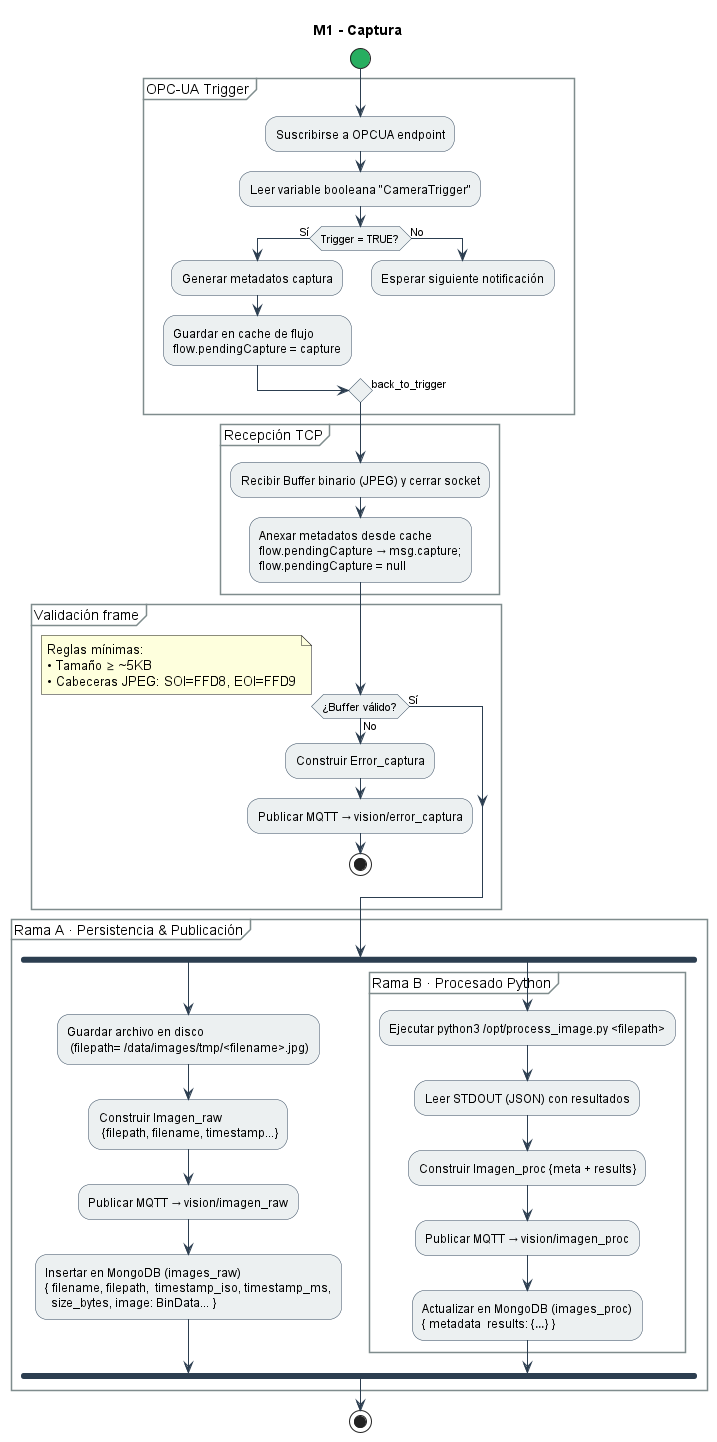 M1 - Captura
OPC-UA Trigger
Suscribirse a OPCUA endpoint
Leer variable booleana "CameraTrigger"
Sí
Trigger = TRUE?
No
Generar metadatos captura
Esperar siguiente notificación
Guardar en cache de flujo
flow.pendingCapture = capture
back_to_trigger
Recepción TCP
Recibir Buffer binario (JPEG) y cerrar socket
Anexar metadatos desde cache
flow.pendingCapture → msg.capture;
flow.pendingCapture = null
Validación frame
Reglas mínimas:
• Tamaño ≥ ~5KB
• Cabeceras JPEG: SOI=FFD8, EOI=FFD9
¿Buffer válido?
Sí
No
Construir Error_captura
Publicar MQTT → vision/error_captura
Rama A · Persistencia & Publicación
Guardar archivo en disco
(filepath= /data/images/tmp/<filename>.jpg)
Construir Imagen_raw
{filepath, filename, timestamp...}
Publicar MQTT → vision/imagen_raw
Insertar en MongoDB (images_raw)
{ filename, filepath, timestamp_iso, timestamp_ms,
size_bytes, image: BinData... }
Rama B · Procesado Python
Ejecutar python3 /opt/process_image.py <filepath>
Leer STDOUT (JSON) con resultados
Construir Imagen_proc {meta + results}
Publicar MQTT → vision/imagen_proc
Actualizar en MongoDB (images_proc)
{ metadata results: {...} }